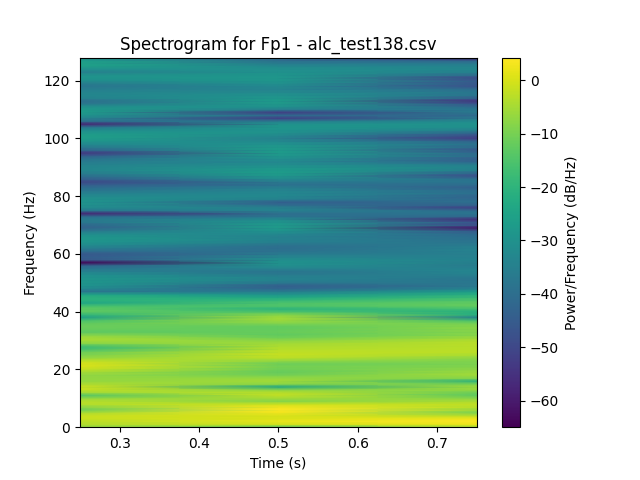 Spectrogram for Fp1 - alc_test138.csv
120
100
80
60
40
20
0
Frequency (Hz)
0.3 0.4 0.5 0.6 0.7
Time (s)
0
−10
−20
−30
−40
−50
−60
Power/Frequency (dB/Hz)